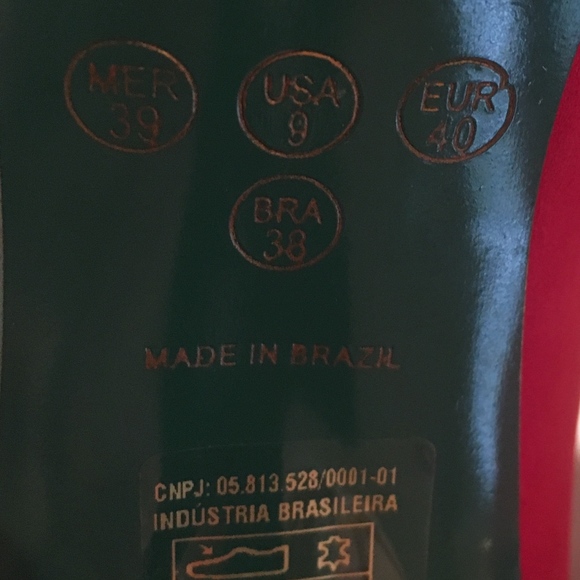 MER
39
USA
9
EUR
40
BRA
38
MADE IN BRAZIL
CNPJ: 05.813.528/0001-01
INDÚSTRIA BRASILEIRA